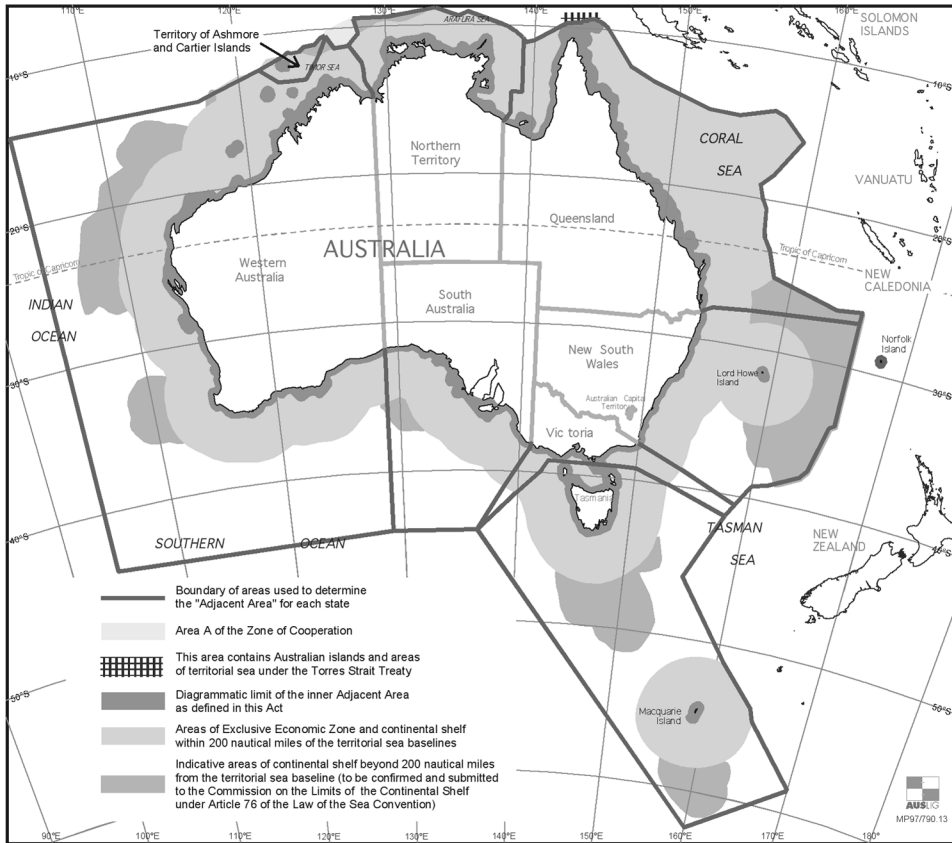 110°E
120°E
130°E
140°E
150°E
160°E
ARAFURA SEA
SOLOMON
ISLANDS
Territory of Ashmore
and Cartier Islands
TIMOR SEA
10°S
10°S
CORAL
SEA
Northern
Territory
VANUATU
Queensland
20°S
20°S
AUSTRALIA
Tropic of Capricorn
Tropic of Capricorn
Western
Australia
NEW
CALEDONIA
South
Australia
INDIAN
OCEAN
Norfolk
Island
New South
Wales
Lord Howe
Island
30°S
30°S
Australian Capital
Territory
Vic toria
Tasmania
TASMAN
SEA
NEW
ZEALAND
40°S
40°S
SOUTHERN OCEAN
Boundary of areas used to determine
the "Adjacent Area" for each state
Area A of the Zone of Cooperation
This area contains Australian islands and areas
of territorial sea under the Torres Strait Treaty
Diagrammatic limit of the inner Adjacent Area
as defined in this Act
Areas of Exclusive Economic Zone and continental shelf
within 200 nautical miles of the territorial sea baselines
Indicative areas of continental shelf beyond 200 nautical miles
from the territorial sea baseline (to be confirmed and submitted
to the Commission on the Limits of the Continental Shelf
under Article 76 of the Law of the Sea Convention)
50°S
50°S
Macquarie
Island
AUSLIG
MP97/790.13
90°E
100°E
110°E
120°E
130°E
140°E
150°E
160°E
170°E
180°